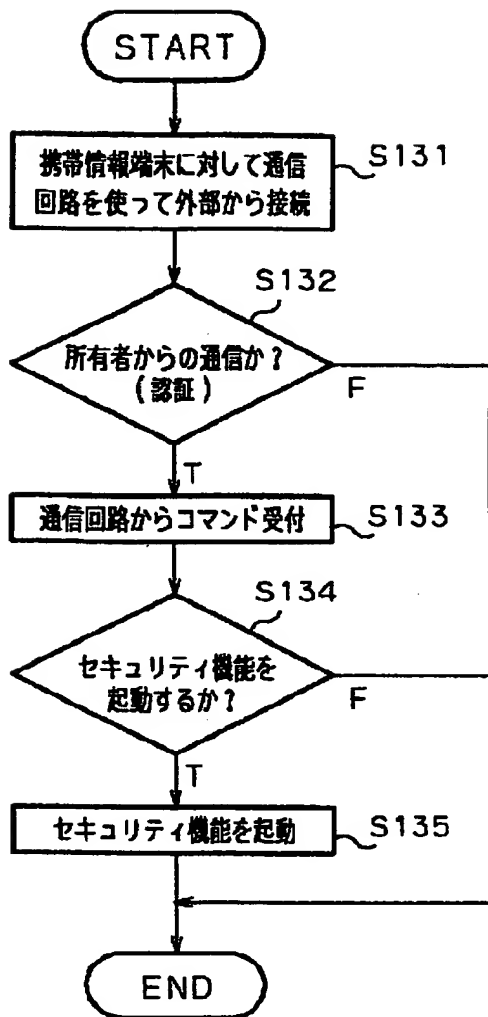 START
携帯情報端末に対して通信
回路を使って外部から接続
S131
S132
所有者からの通信か?
(認証)
F
T
通信回路からコマンド受付
S133
S134
セキュリティ機能を
起動するか?
F
T
セキュリティ機能を起動
S135
END